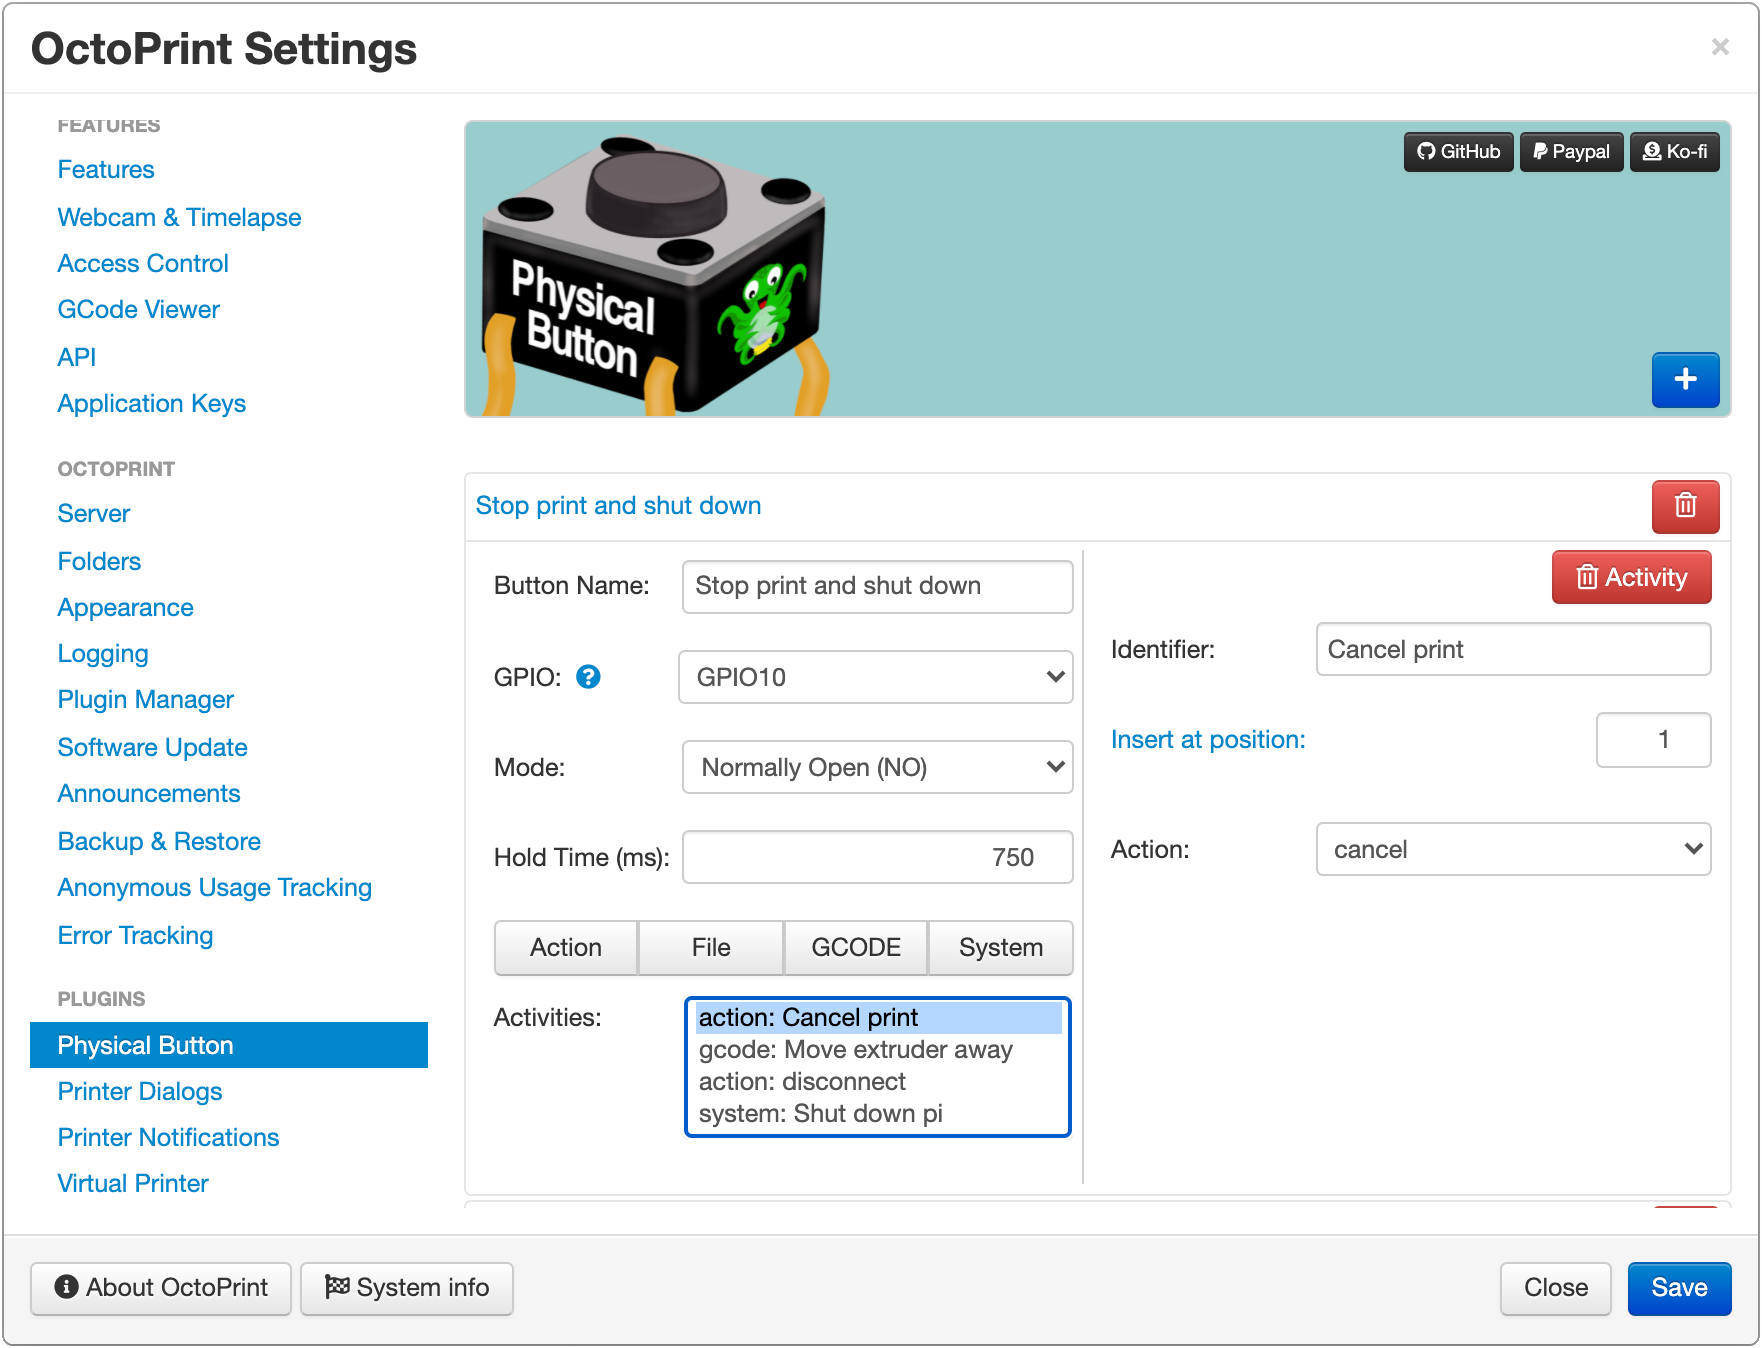 OctoPrint Settings
×
FEATURES
Features
Webcam & Timelapse
Access Control
GCode Viewer
API
Application Keys
OCTOPRINT
Server
Folders
Appearance
Logging
Plugin Manager
Software Update
Announcements
Backup & Restore
Anonymous Usage Tracking
Error Tracking
PLUGINS
Physical Button
Printer Dialogs
Printer Notifications
Virtual Printer
Physical
Button
GitHub
Paypal
Ko-fi
+
Stop print and shut down
Button Name: Stop print and shut down
GPIO: ? GPIO10
Mode: Normally Open (NO)
Hold Time (ms): 750
Action File GCODE System
Activities:
action: Cancel print
gcode: Move extruder away
action: disconnect
system: Shut down pi
Activity
Identifier: Cancel print
Insert at position: 1
Action: cancel
About OctoPrint
System info
Close
Save